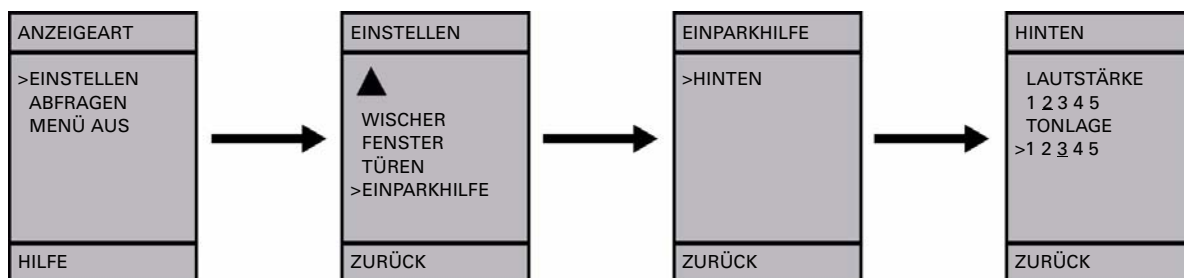 ANZEIGEART
>EINSTELLEN
ABFRAGEN
MENÜ AUS
HILFE
EINSTELLEN
WISCHER
FENSTER
TÜREN
>EINPARKHILFE
ZURÜCK
EINPARKHILFE
>HINTEN
ZURÜCK
HINTEN
LAUTSTÄRKE
1 2 3 4 5
TONLAGE
>1 2 3 4 5
ZURÜCK